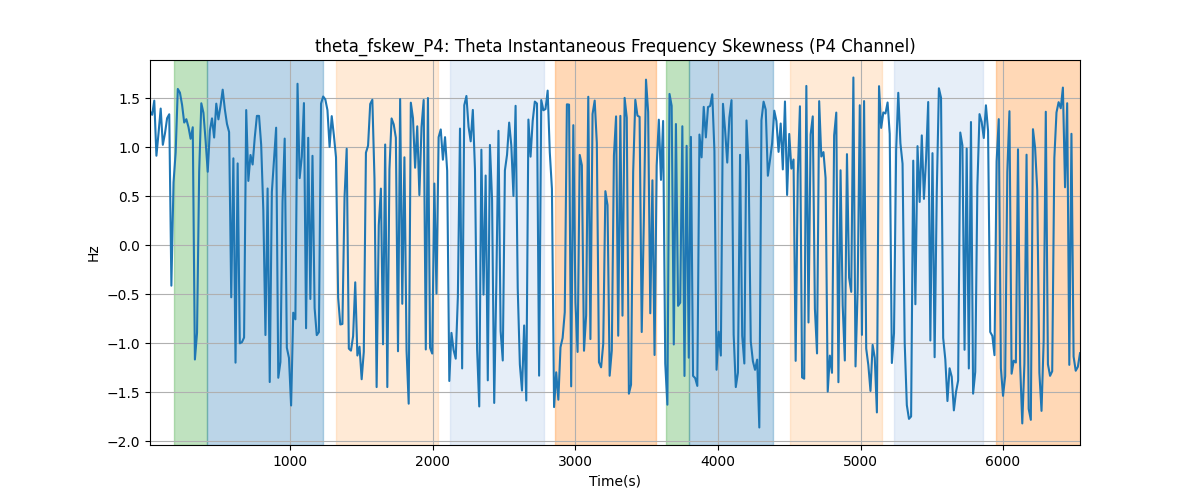 theta_fskew_P4: Theta Instantaneous Frequency Skewness (P4 Channel)
1.5
1.0
0.5
0.0
−0.5
−1.0
−1.5
−2.0
Hz
1000 2000 3000 4000 5000 6000
Time(s)